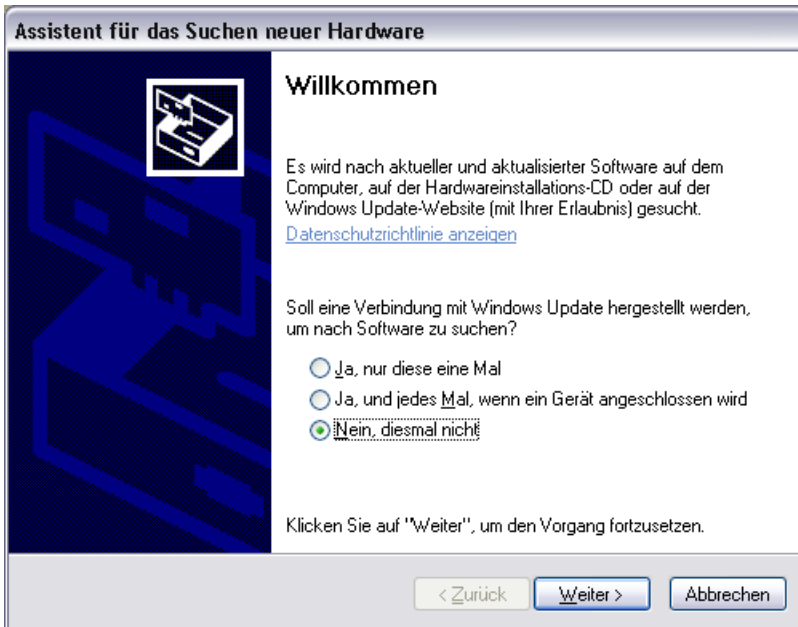 Assistent für das Suchen neuer Hardware
Willkommen
Es wird nach aktueller und aktualisierter Software auf dem
Computer, auf der Hardwareinstallations-CD oder auf der
Windows Update-Website (mit Ihrer Erlaubnis) gesucht.
Datenschutzrichtlinie anzeigen
Soll eine Verbindung mit Windows Update hergestellt werden,
um nach Software zu suchen?
Ja, nur diese eine Mal
Ja, und jedes Mal, wenn ein Gerät angeschlossen wird
Nein, diesmal nicht
Klicken Sie auf "Weiter", um den Vorgang fortzusetzen.
< Zurück Weiter > Abbrechen